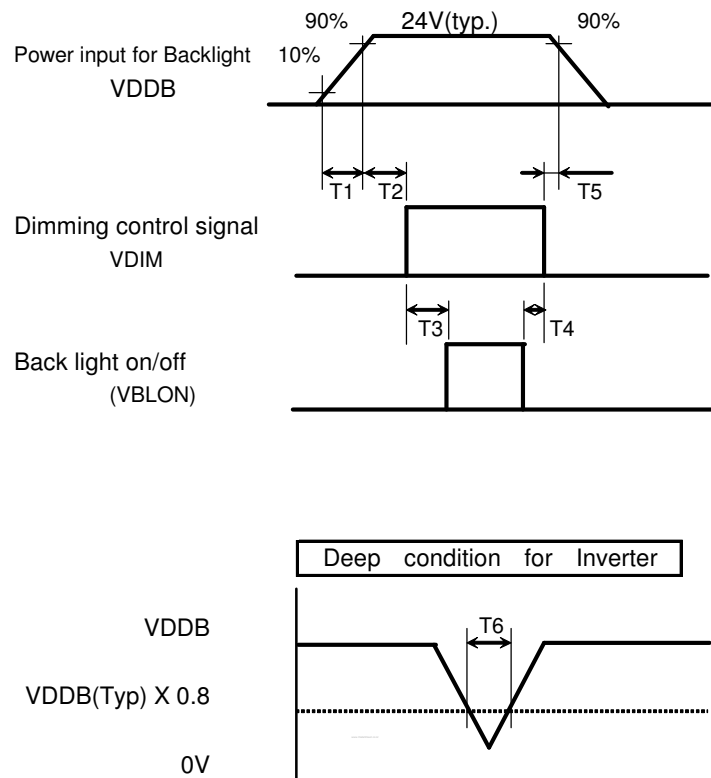 90%
24V(typ.)
90%
Power input for Backlight
10%
VDDB
T1
T2
T5
Dimming control signal
VDIM
T3
T4
Back light on/off
(VBLON)
Deep condition for Inverter
VDDB
T6
VDDB(Typ) X 0.8
0V